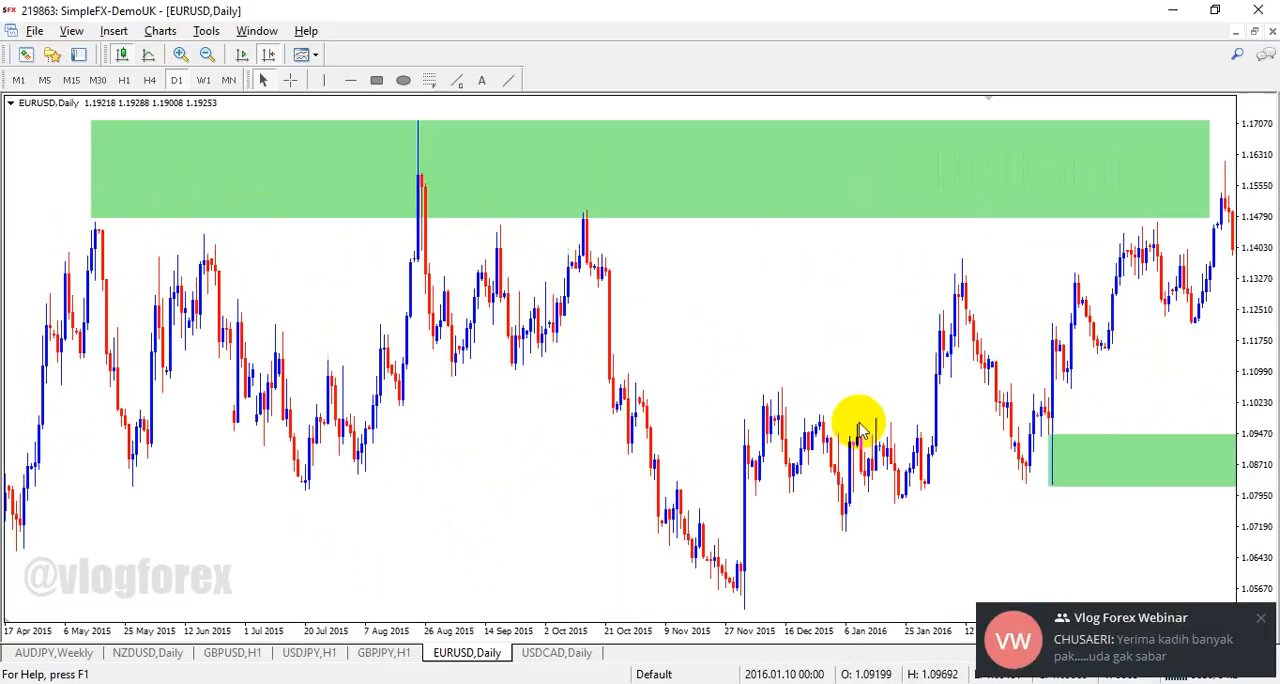 219863: SimpleFX-DemoUK - [EURUSD,Daily]
File View Insert Charts Tools Window Help
M1 M5 M15 M30 H1 H4 D1 W1 MN A
EURUSD,Daily 1.19218 1.19288 1.19008 1.19253
1.17070
1.16310
1.15550
1.14790
1.14030
1.13270
1.12510
1.11750
1.10990
1.10230
1.09470
1.08710
1.07950
1.07190
1.06430
1.05670
@vlogforex
17 Apr 2015 6 May 2015 25 May 2015 12 Jun 2015 1 Jul 2015 20 Jul 2015 7 Aug 2015 26 Aug 2015 14 Sep 2015 2 Oct 2015 21 Oct 2015 9 Nov 2015 27 Nov 2015 16 Dec 2015 6 Jan 2016 25 Jan 2016 12
VW
Vlog Forex Webinar
CHUSAERI: Yerima kadih banyak
pak.....uda gak sabar
AUDJPY,Weekly NZDUSD,Daily GBPUSD,H1 USDJPY,H1 GBPJPY,H1 EURUSD,Daily USDCAD,Daily
For Help, press F1 Default 2016.01.10 00:00 O: 1.09199 H: 1.09692